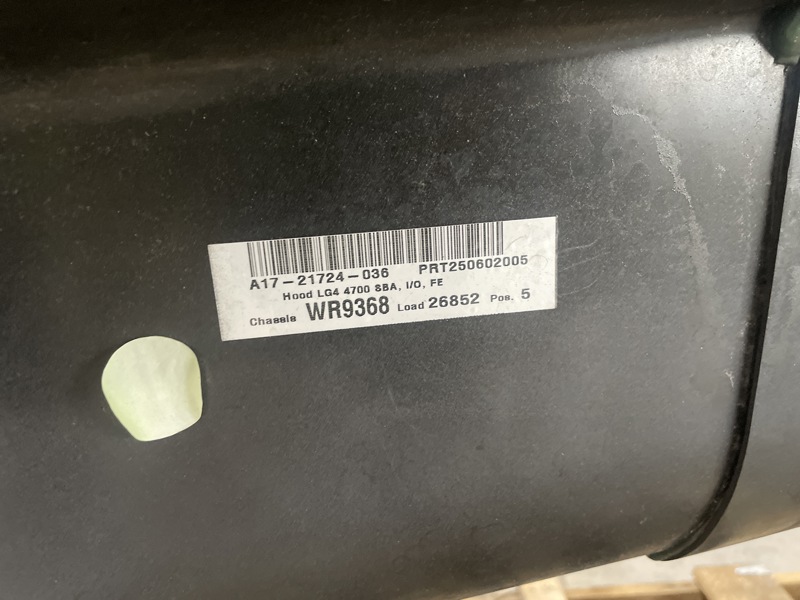 A17-21724-036 PRT250602005
Hood LG4 4700 SBA, I/O, FE
Chassis WR9368 Load 26852 Pos. 5